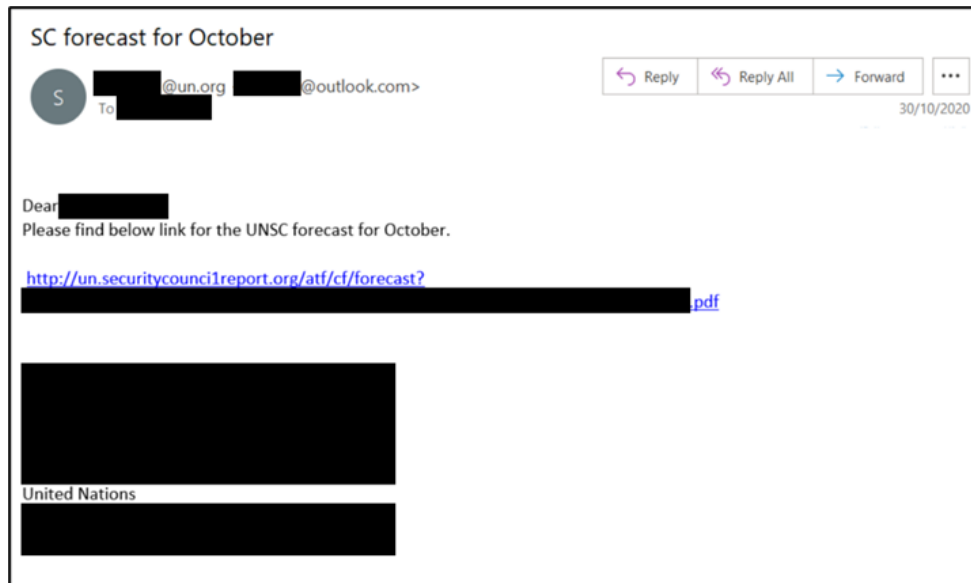 SC forecast for October
S
@un.org @outlook.com>
Reply Reply All Forward ...
To
30/10/2020
Dear
Please find below link for the UNSC forecast for October.
http://un.securitycounci1report.org/atf/cf/forecast?
.pdf
United Nations